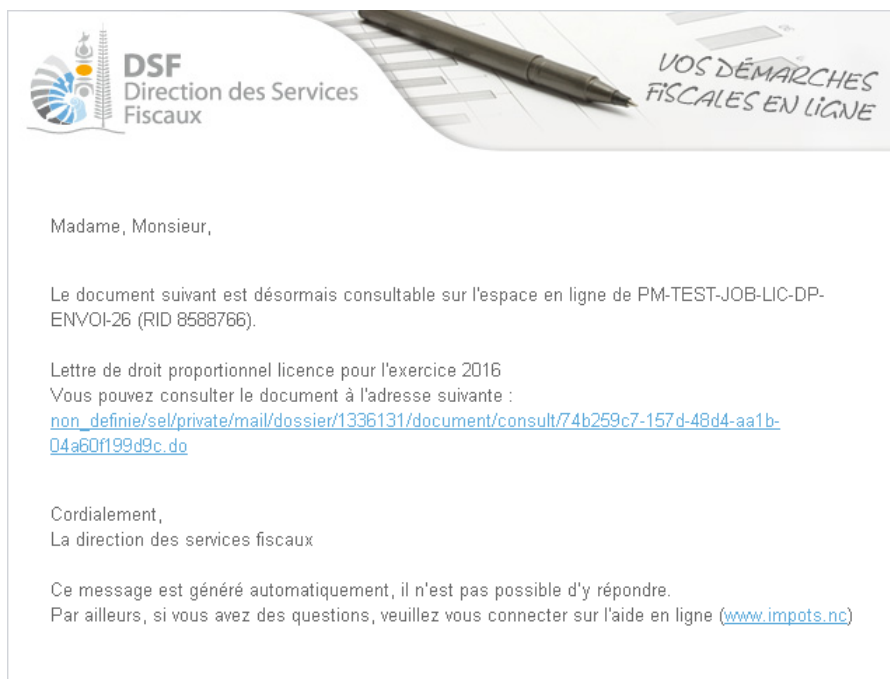 DSF
Direction des Services
Fiscaux
VOS DÉMARCHES
FISCALES EN LIGNE
Madame, Monsieur,
Le document suivant est désormais consultable sur l'espace en ligne de PM-TEST-JOB-LIC-DP-
ENVOI-26 (RID 8588766).
Lettre de droit proportionnel licence pour l'exercice 2016
Vous pouvez consulter le document à l'adresse suivante :
non_definie/sel/private/mail/dossier/1336131/document/consult/74b259c7-157d-48d4-aa1b-
04a60f199d9c.do
Cordialement,
La direction des services fiscaux
Ce message est généré automatiquement, il n'est pas possible d'y répondre.
Par ailleurs, si vous avez des questions, veuillez vous connecter sur l'aide en ligne (www.impots.nc)